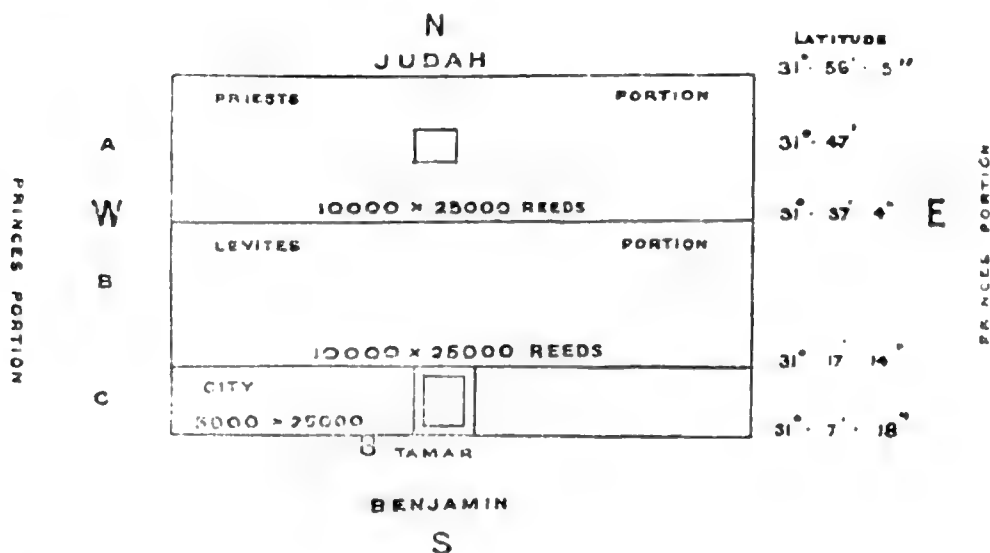 N
JUDAH
LATITUDE
31° 56' 5"
PRIESTS PORTION
A
31° 47'
10000 × 25000 REEDS
W
31° 37' 4"
E
PRINCES PORTION
PRINCES PORTION
LEVITES PORTION
B
10000 × 25000 REEDS
31° 17' 14"
CITY
C
5000 × 25000
31° 7' 18"
TAMAR
BENJAMIN
S